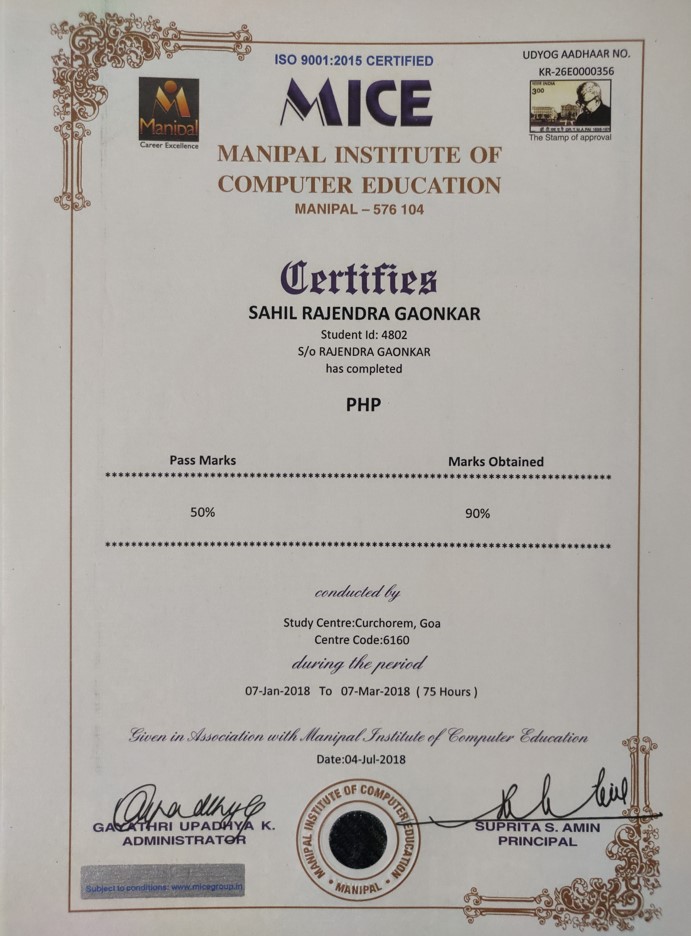 ISO 9001:2015 CERTIFIED
UDYOG AADHAAR NO.
KR-26E0000356
Manipal
Career Excellence
MICE
300
The Stamp of approval
MANIPAL INSTITUTE OF
COMPUTER EDUCATION
MANIPAL – 576 104
Certifies
SAHIL RAJENDRA GAONKAR
Student Id: 4802
S/o RAJENDRA GAONKAR
has completed
PHP
Pass Marks Marks Obtained
50% 90%
conducted by
Study Centre:Curchorem, Goa
Centre Code:6160
during the period
07-Jan-2018 To 07-Mar-2018 ( 75 Hours )
Given in Association with Manipal Institute of Computer Education
Date:04-Jul-2018
GAYATHRI UPADHYA K.
ADMINISTRATOR
MANIPAL INSTITUTE OF COMPUTER EDUCATION
• MANIPAL •
SUPRITA S. AMIN
PRINCIPAL
Subject to conditions: www.micegroup.in